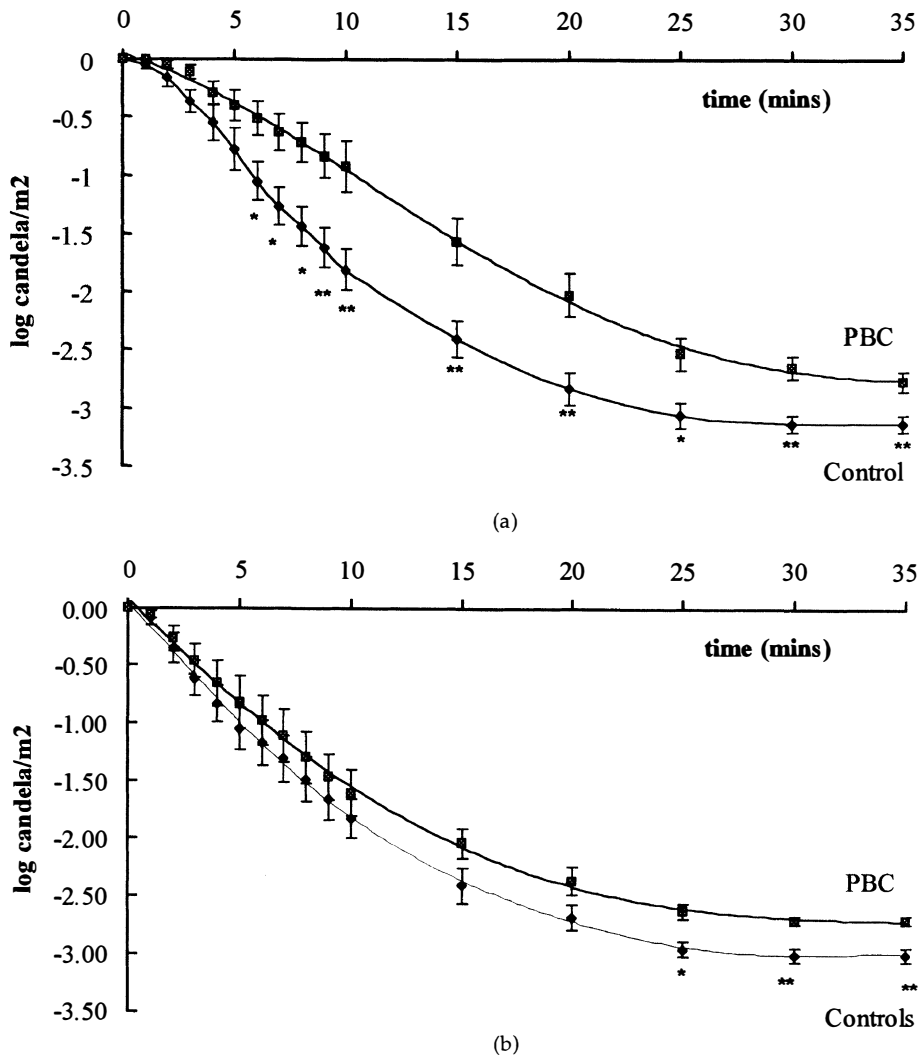 0 5 10 15 20 25 30 35
0
time (mins)
-0.5
-1
*
-1.5
*
*
**
**
-2
log candela/m2
-2.5
**
PBC
-3
**
*
**
**
-3.5
Control
(a)
0 5 10 15 20 25 30 35
0.00
time (mins)
-0.50
-1.00
-1.50
log candela/m2
-2.00
-2.50
PBC
-3.00
*
**
**
-3.50
Controls
(b)